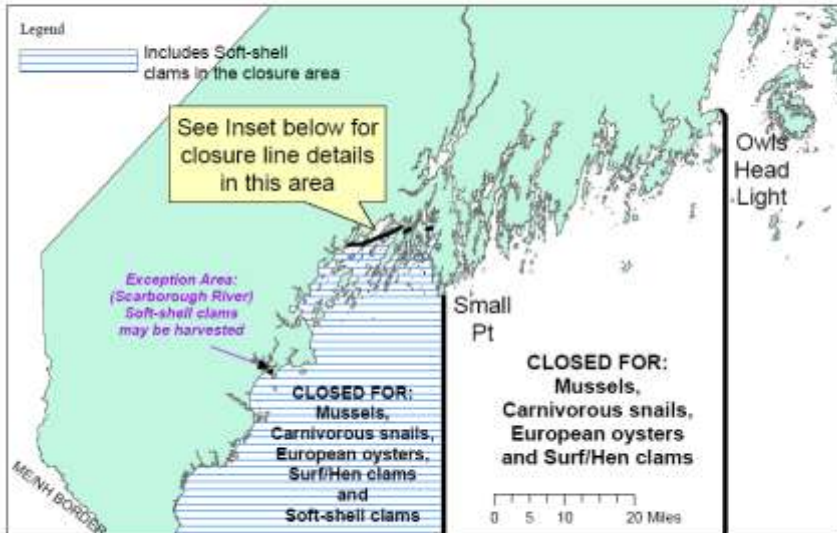 Legend
Includes Soft-shell
clams in the closure area
See Inset below for
closure line details
in this area
Owls
Head
Light
Exception Area:
(Scarborough River)
Soft-shell clams
may be harvested
Small
Pt
CLOSED FOR:
Mussels,
Carnivorous snails,
European oysters,
Surf/Hen clams
and
Soft-shell clams
CLOSED FOR:
Mussels,
Carnivorous snails,
European oysters
and Surf/Hen clams
ME/NH BORDER
0 5 10 20 Miles